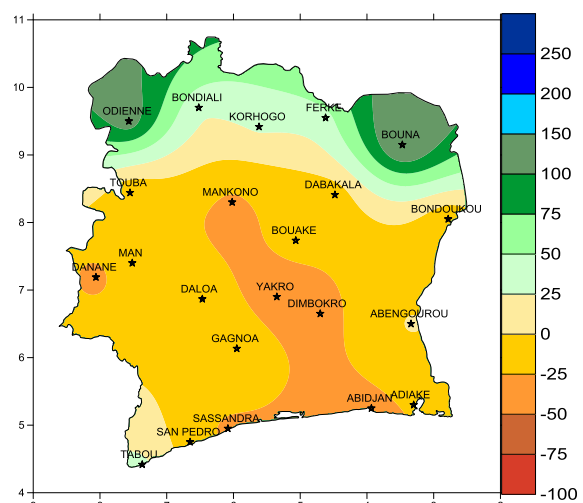 11
10
9
8
7
6
5
4
ODIENNE
BONDIALI
KORHOGO
FERKE
BOUNA
TOUBA
MANKONO
DABAKALA
BONDOUKOU
BOUAKE
MAN
DANANE
DALOA
YAKRO
DIMBOKRO
ABENGOUROU
GAGNOA
ABIDJAN
ADIAKE
SASSANDRA
SAN PEDRO
TABOU
250
200
150
100
75
50
25
0
-25
-50
-75
-100